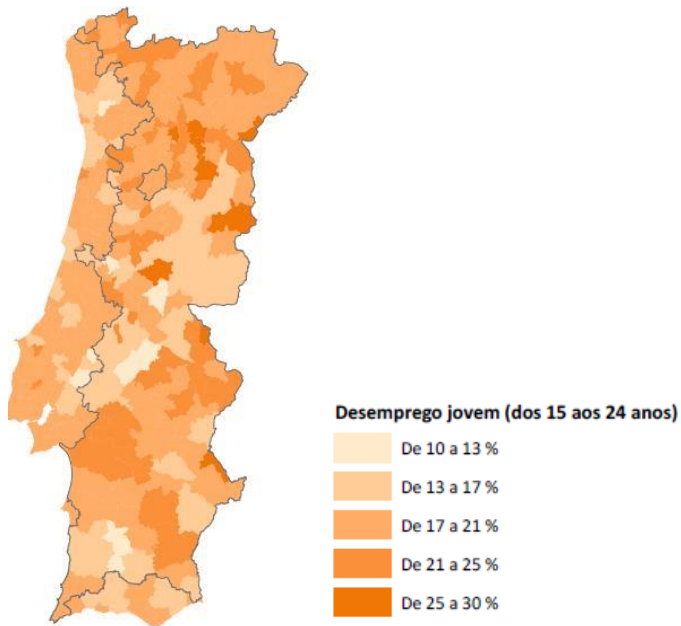 Desemprego jovem (dos 15 aos 24 anos)
De 10 a 13 %
De 13 a 17 %
De 17 a 21 %
De 21 a 25 %
De 25 a 30 %